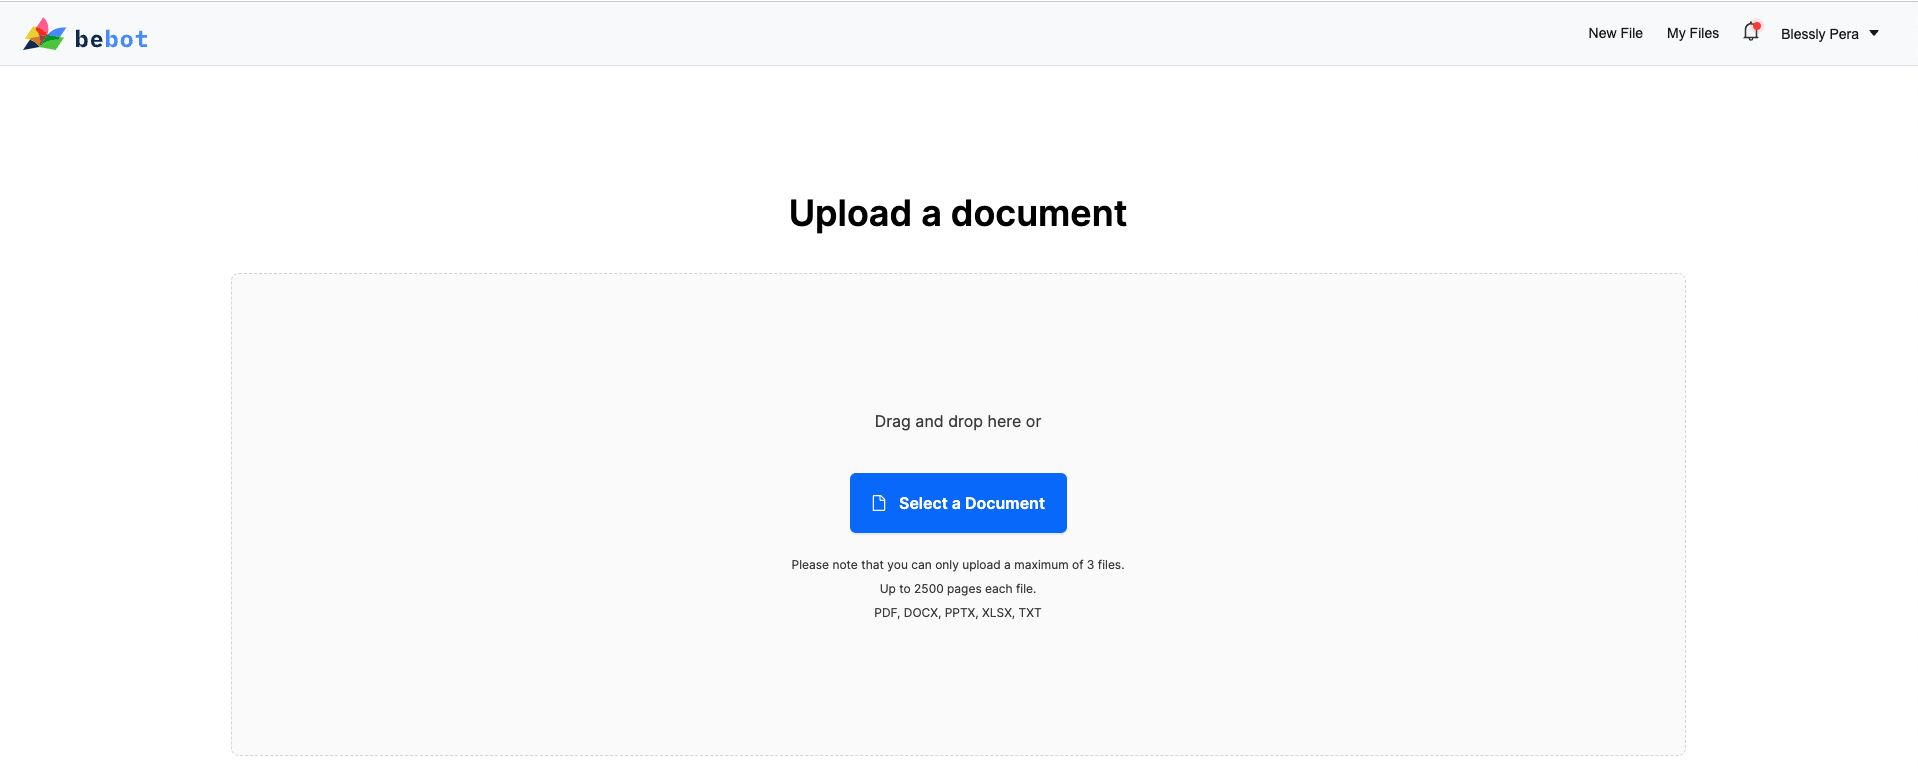 bebot
New File
My Files
Blessly Pera
Upload a document
Drag and drop here or
Select a Document
Please note that you can only upload a maximum of 3 files.
Up to 2500 pages each file.
PDF, DOCX, PPTX, XLSX, TXT